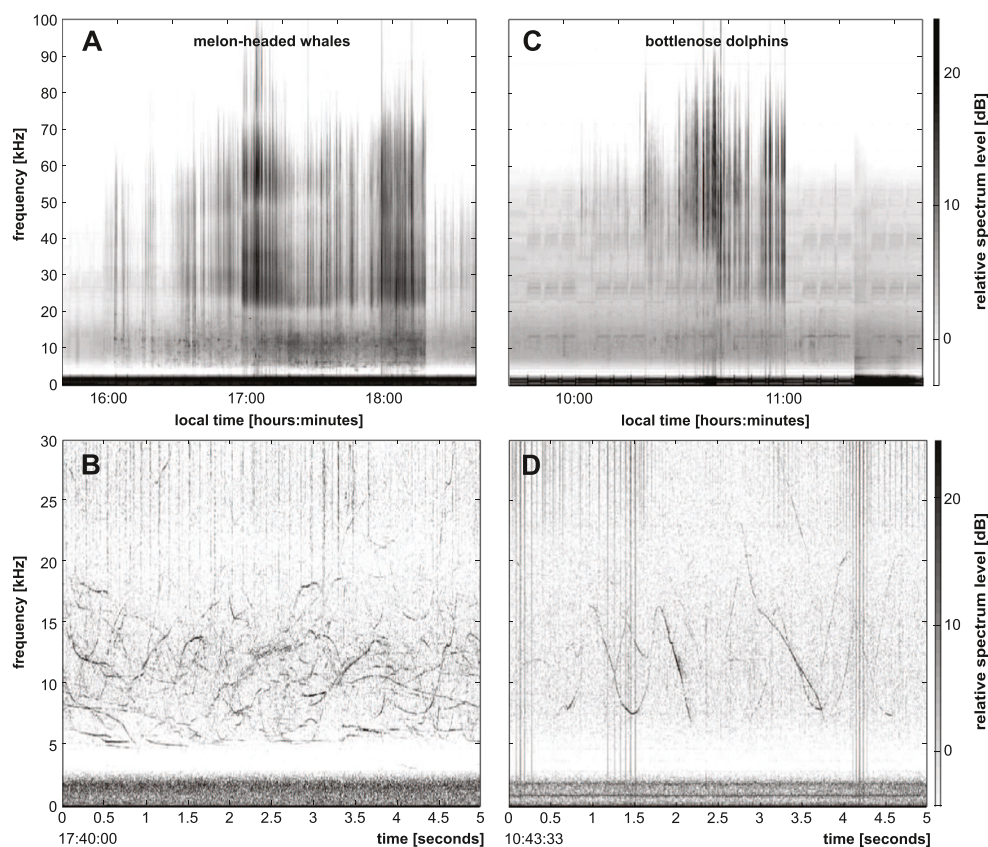 A
melon-headed whales
C
bottlenose dolphins
frequency [kHz]
100
90
80
70
60
50
40
30
20
10
0
16:00
17:00
18:00
local time [hours:minutes]
10:00
11:00
local time [hours:minutes]
20
10
0
relative spectrum level [dB]
B
D
frequency [kHz]
30
25
20
15
10
5
0
0 0.5 1 1.5 2 2.5 3 3.5 4 4.5 5
17:40:00
time [seconds]
0 0.5 1 1.5 2 2.5 3 3.5 4 4.5 5
10:43:33
time [seconds]
20
10
0
relative spectrum level [dB]